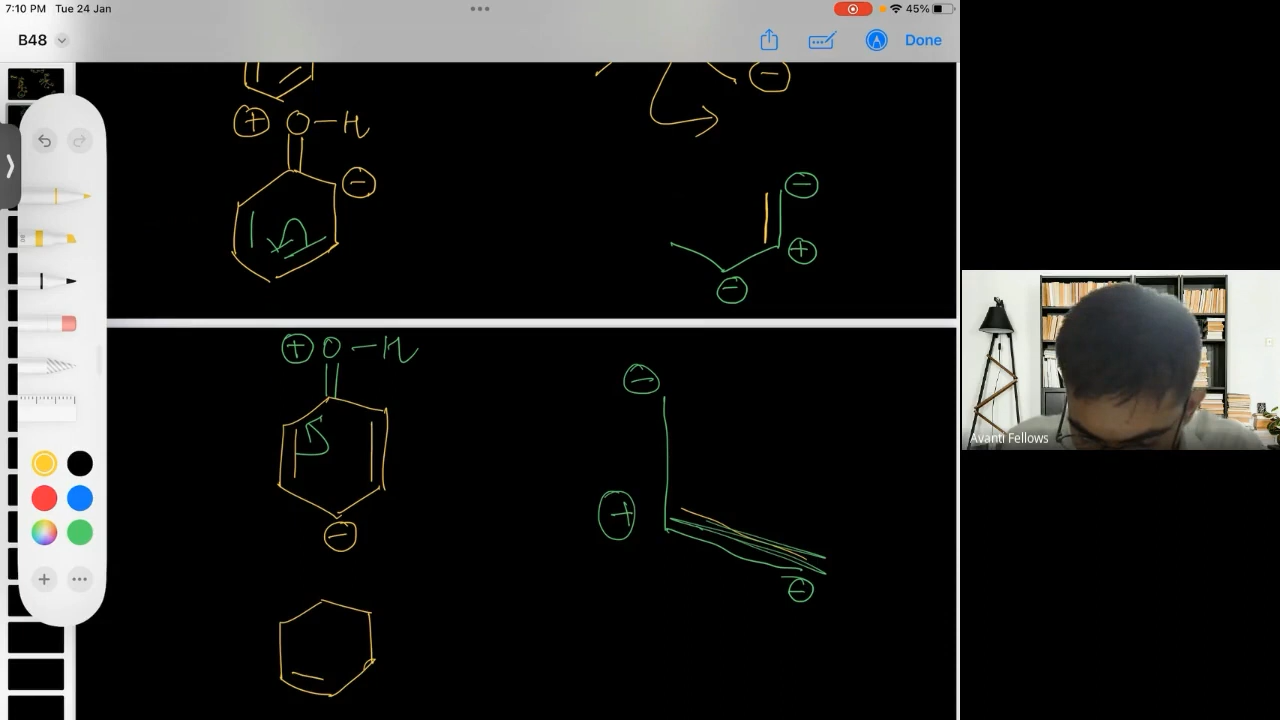 7:10 PM Tue 24 Jan
45%
B48
Done
⊖
⊕ O-H
⊖
⊖
⊕
⊖
⊕ O-H
⊖
⊖
⊕
⊖
Avanti Fellows